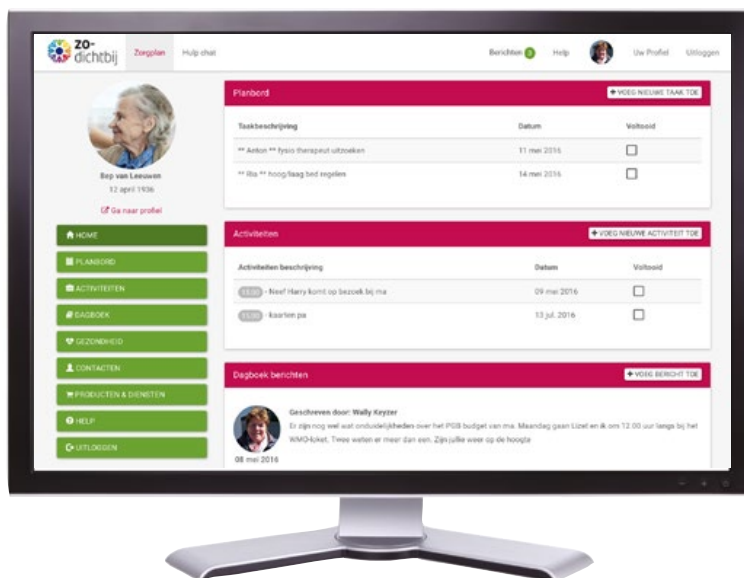 zo-
dichtbij
Zorgplan
Hulp chat
Berichten 3
Help
Uw Profiel
Uitloggen
Bep van Leeuwen
12 april 1936
Ga naar profiel
HOME
PLANBORD
ACTIVITEITEN
DAGBOEK
GEZONDHEID
CONTACTEN
PRODUCTEN & DIENSTEN
HELP
UITLOGGEN
Planbord
+ VOEG NIEUWE TAAK TOE
Taakbeschrijving Datum Voltooid
** Anton ** fysio therapeut uitzoeken 11 mei 2016
** Ria ** hoog/laag bed regelen 14 mei 2016
Activiteiten
+ VOEG NIEUWE ACTIVITEIT TOE
Activiteiten beschrijving Datum Voltooid
- Neef Harry komt op bezoek bij ma 09 mei 2016
- kaarten pa 13 jul. 2016
Dagboek berichten
+ VOEG BERICHT TOE
Geschreven door: Wally Keyzer
Er zijn nog wel wat onduidelijkheden over het PGB budget van ma. Maandag gaan Lizet en ik om 12.00 uur langs bij het
WMO-loket. Twee weten er meer dan een. Zijn jullie weer op de hoogte
08 mei 2016